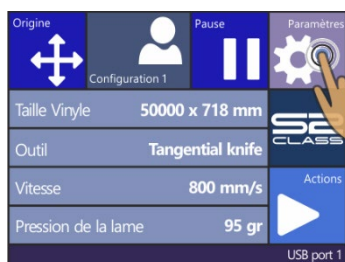 Origine
Configuration 1
Pause
Paramètres
Taille Vinyle 50000 x 718 mm
S2 CLASS
Outil Tangential knife
Vitesse 800 mm/s
Actions
Pression de la lame 95 gr
USB port 1